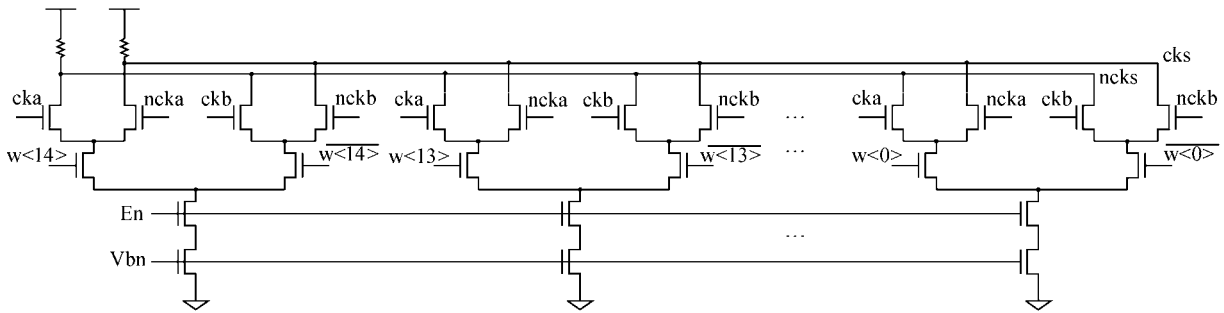 cks
ncks
cka ncka ckb nckb cka ncka ckb nckb ... cka ncka ckb nckb
w<14> w<14> w<13> w<13> ... w<0> w<0>
En
...
Vbn